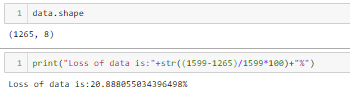 1 data.shape
(1265, 8)
1 print("Loss of data is:"+str((1599-1265)/1599*100)+"%")
Loss of data is:20.888055034396498%